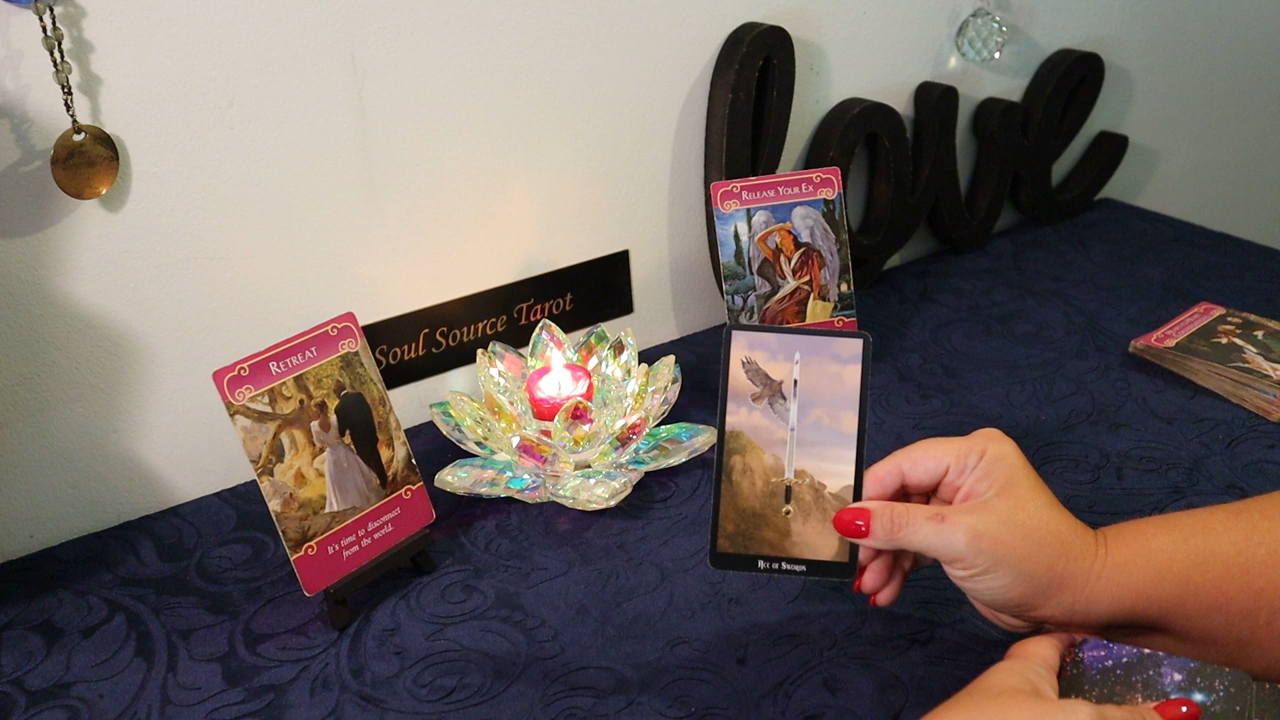 love
RELEASE YOUR EX
Soul Source Tarot
RETREAT
It's time to disconnect
from the world.
ACE OF SWORDS